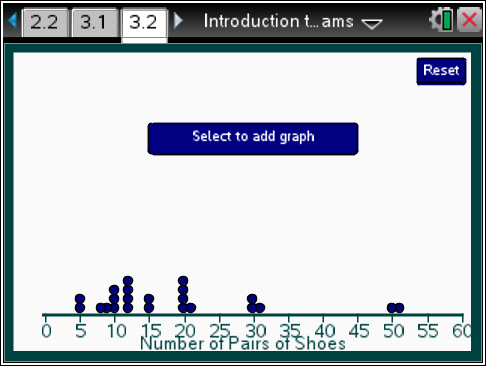 2.2 3.1 3.2 Introduction t...ams
Reset
Select to add graph
0 5 10 15 20 25 30 35 40 45 50 55 60
Number of Pairs of Shoes